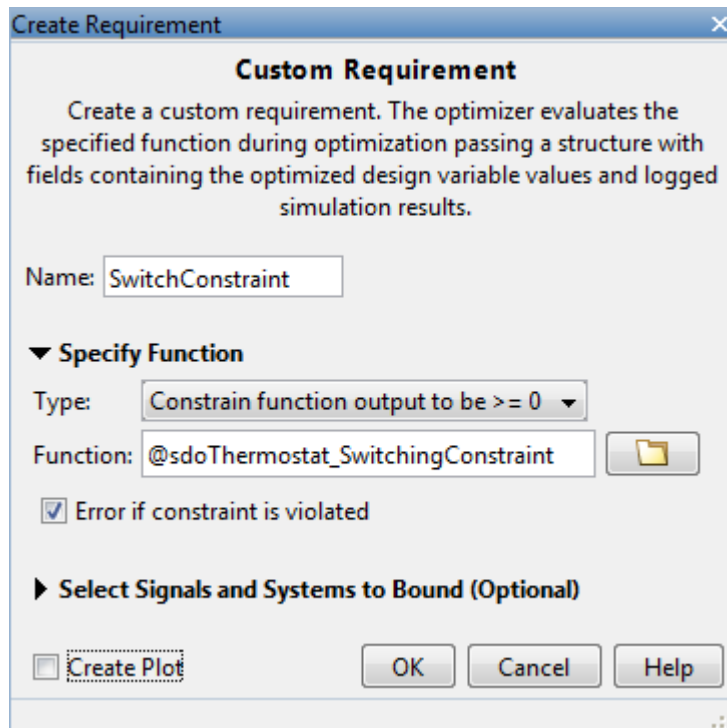 Create Requirement
Custom Requirement
Create a custom requirement. The optimizer evaluates the
specified function during optimization passing a structure with
fields containing the optimized design variable values and logged
simulation results.
Name: SwitchConstraint
Specify Function
Type: Constrain function output to be >= 0
Function: @sdoThermostat_SwitchingConstraint
Error if constraint is violated
Select Signals and Systems to Bound (Optional)
Create Plot OK Cancel Help